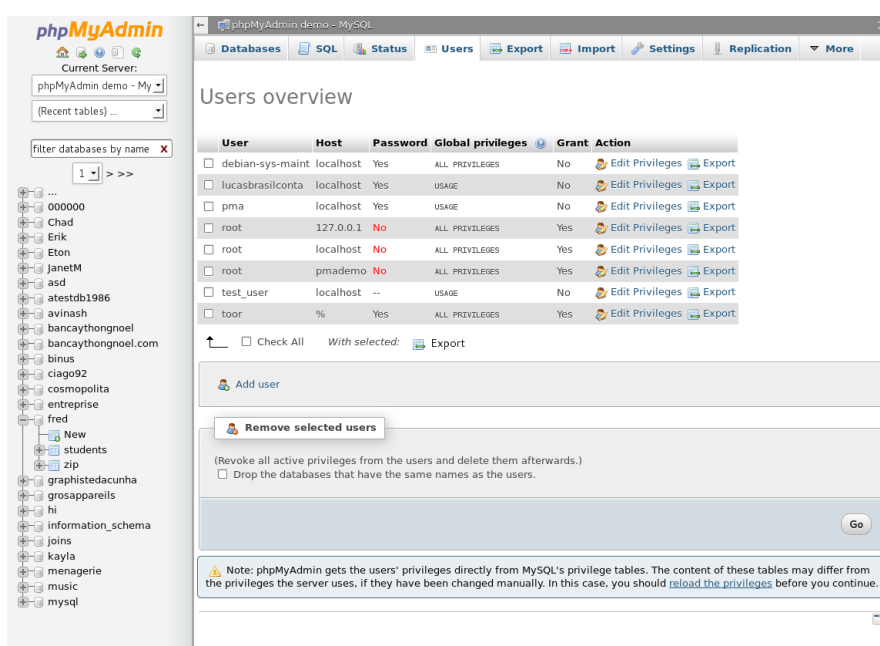 phpMyAdmin
Current Server:
phpMyAdmin demo - My
(Recent tables) ...
filter databases by name X
1 > >>
...
000000
Chad
Erik
Eton
JanetM
asd
atestdb1986
avinash
bancaythongnoel
bancaythongnoel.com
binus
ciago92
cosmopolita
entreprise
fred
New
students
zip
graphistedacunha
grosappareils
hi
information_schema
joins
kayla
menagerie
music
mysql
← phpMyAdmin demo - MySQL
Databases SQL Status Users Export Import Settings Replication More
Users overview
User Host Password Global privileges Grant Action
debian-sys-maint localhost Yes ALL PRIVILEGES No Edit Privileges Export
lucasbrasilconta localhost Yes USAGE No Edit Privileges Export
pma localhost Yes USAGE No Edit Privileges Export
root 127.0.0.1 No ALL PRIVILEGES Yes Edit Privileges Export
root localhost No ALL PRIVILEGES Yes Edit Privileges Export
root pmademo No ALL PRIVILEGES Yes Edit Privileges Export
test_user localhost -- USAGE No Edit Privileges Export
toor % Yes ALL PRIVILEGES Yes Edit Privileges Export
Check All With selected: Export
Add user
Remove selected users
(Revoke all active privileges from the users and delete them afterwards.)
Drop the databases that have the same names as the users.
Go
Note: phpMyAdmin gets the users' privileges directly from MySQL's privilege tables. The content of these tables may differ from
the privileges the server uses, if they have been changed manually. In this case, you should reload the privileges before you continue.